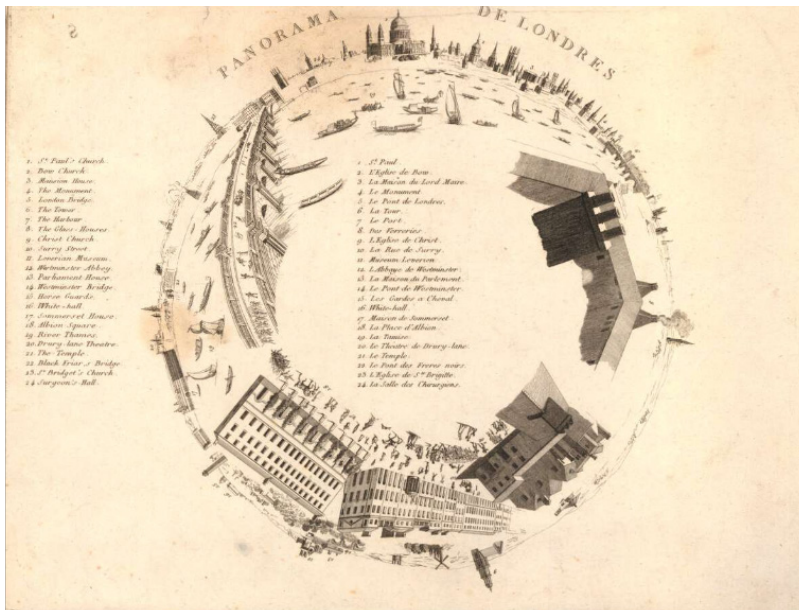 PANORAMA DE LONDRES
1. St. Paul's Church.
2. Bow Church.
3. Mansion House.
4. The Monument.
5. London Bridge.
6. The Tower.
7. The Harbour.
8. The Glass-Houses.
9. Christ Church.
10. Surry Street.
11. Leverian Museum.
12. Westminster Abbey.
13. Parliament House.
14. Westminster Bridge.
15. Horse Guards.
16. White-hall.
17. Sommerset House.
18. Albion Square.
19. River Thames.
20. Drury-lane Theatre.
21. The Temple.
22. Black Friar's Bridge.
23. St. Bridget's Church.
24. Surgeon's-Hall.
1. St. Paul.
2. L'Eglise de Bow.
3. La Maison du Lord Maire.
4. Le Monument.
5. Le Pont de Londres.
6. La Tour.
7. Le Port.
8. Des Verreries.
9. L'Eglise de Christ.
10. La Rue de Surry.
11. Museum Leverien.
12. L'Abbaye de Westminster.
13. La Maison du Parlement.
14. Le Pont de Westminster.
15. Les Gardes a Cheval.
16. White-hall.
17. Maison de Sommerset.
18. La Place d'Albion.
19. La Tamise.
20. Le Theatre de Drury-lane.
21. Le Temple.
22. Le Pont des Freres noirs.
23. L'Eglise de Ste. Brigitte.
24. La Salle des Chirurgiens.